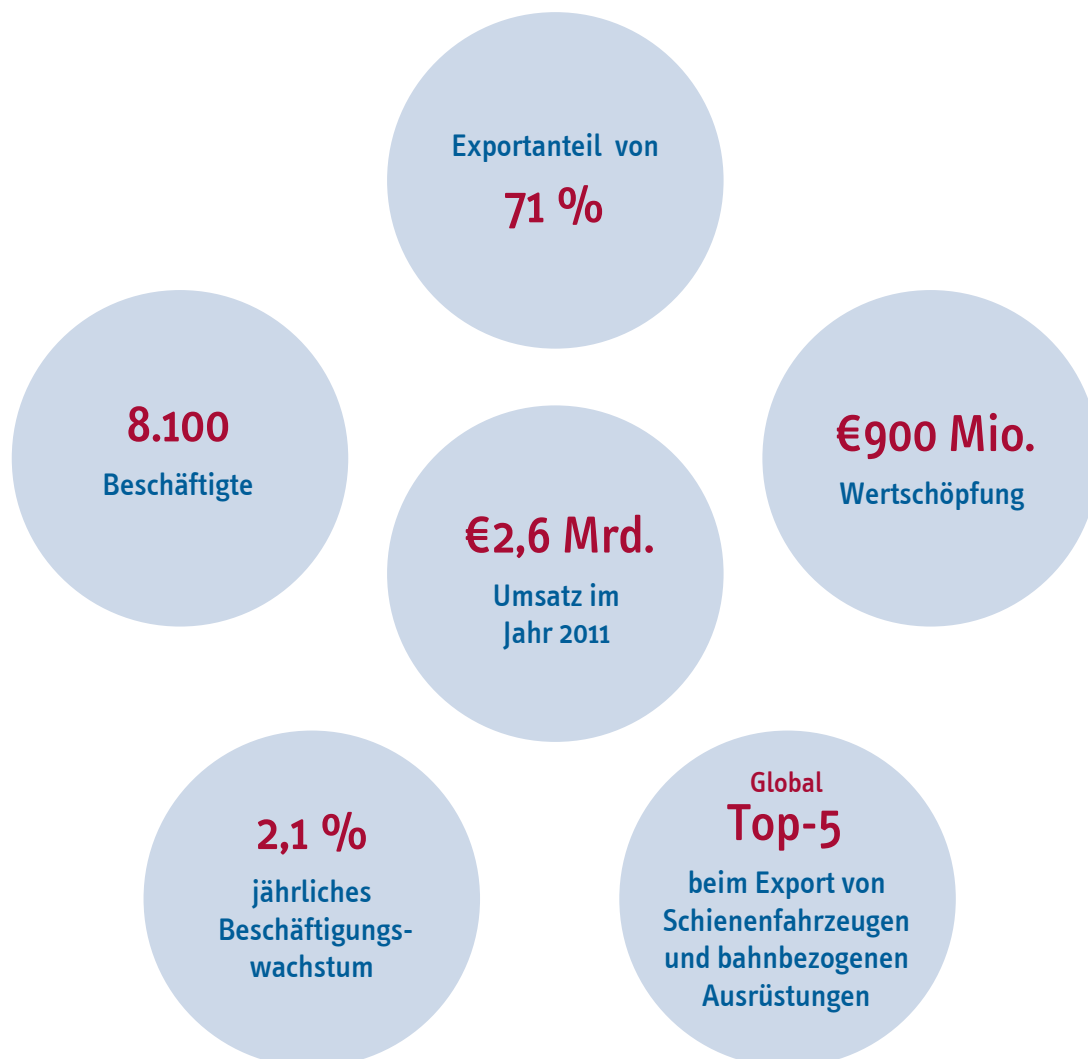 Exportanteil von
71 %
8.100
Beschäftigte
€900 Mio.
Wertschöpfung
€2,6 Mrd.
Umsatz im
Jahr 2011
2,1 %
jährliches
Beschäftigungs-
wachstum
Global
Top-5
beim Export von
Schienenfahrzeugen
und bahnbezogenen
Ausrüstungen